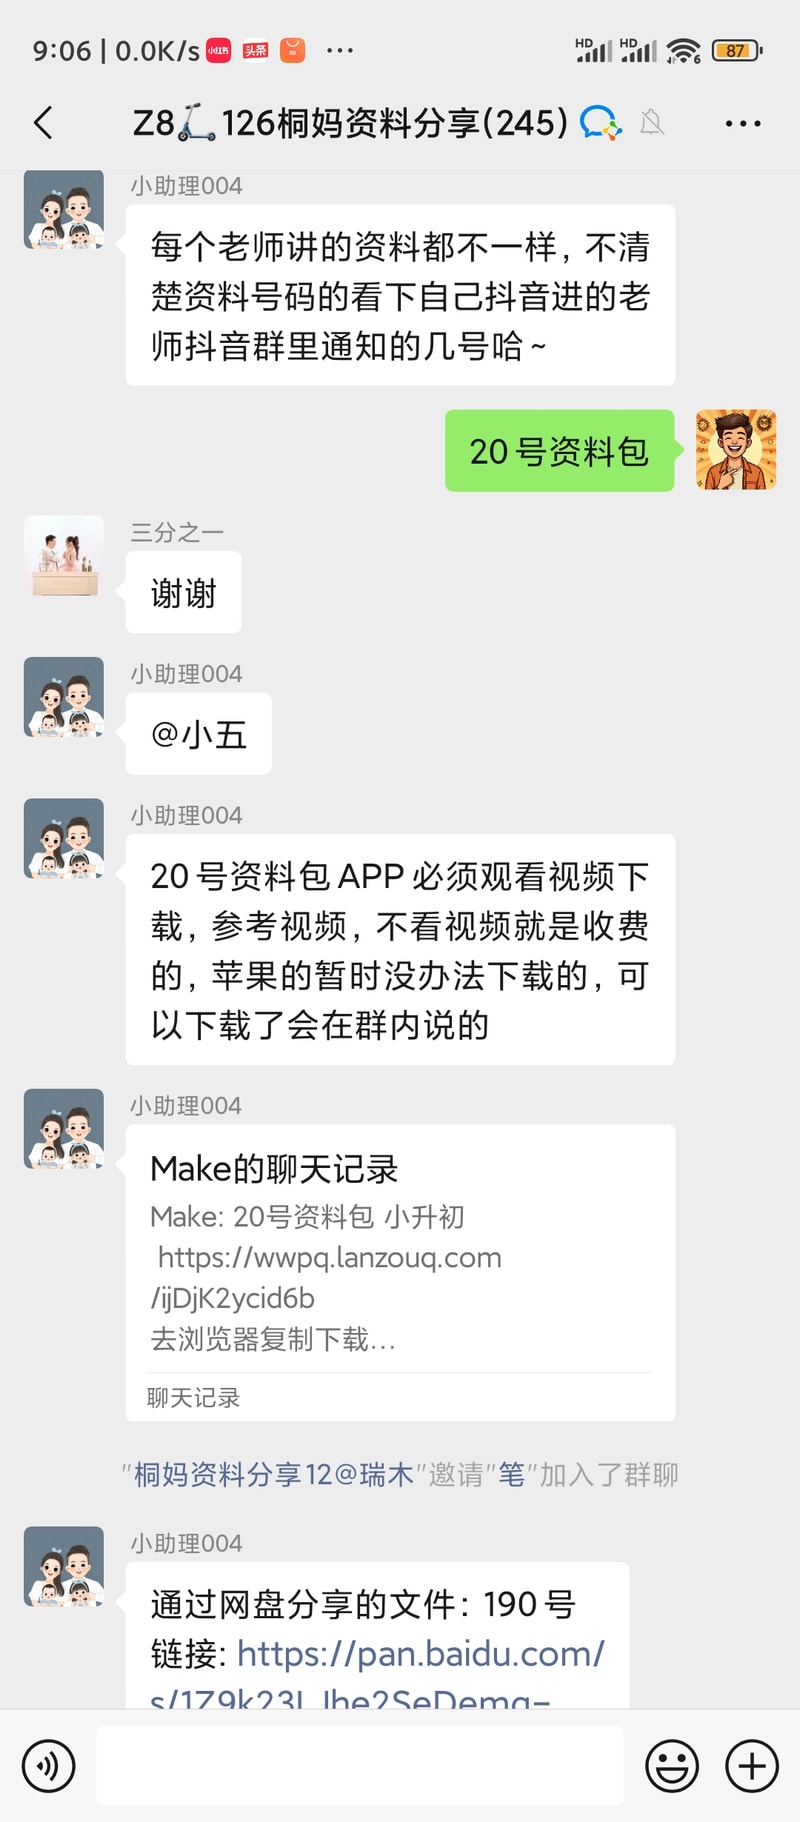 9:06 | 0.0K/s 小红书 头条 ...
HD HD 6 87
Z8🛴126桐妈资料分享(245)
小助理004
每个老师讲的资料都不一样，不清
楚资料号码的看下自己抖音进的老
师抖音群里通知的几号哈~
20号资料包
三分之一
谢谢
小助理004
@小五
小助理004
20号资料包APP必须观看视频下
载，参考视频，不看视频就是收费
的，苹果的暂时没办法下载的，可
以下载了会在群内说的
小助理004
Make的聊天记录
Make: 20号资料包 小升初
https://wwpq.lanzouq.com
/ijDjK2ycid6b
去浏览器复制下载...
聊天记录
"桐妈资料分享12@瑞木"邀请"笔"加入了群聊
小助理004
通过网盘分享的文件：190号
链接: https://pan.baidu.com/